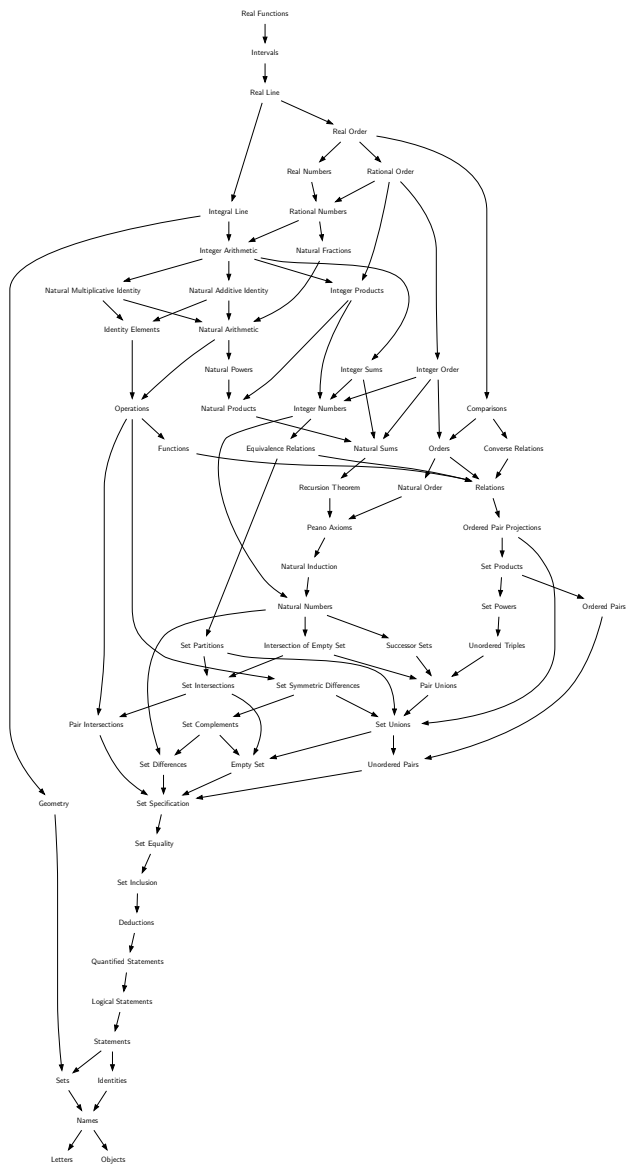 Real Functions
Intervals
Real Line
Real Order
Real Numbers
Rational Order
Integral Line
Rational Numbers
Integer Arithmetic
Natural Fractions
Natural Multiplicative Identity
Natural Additive Identity
Integer Products
Identity Elements
Natural Arithmetic
Natural Powers
Integer Sums
Integer Order
Operations
Natural Products
Integer Numbers
Comparisons
Functions
Equivalence Relations
Natural Sums
Orders
Converse Relations
Recursion Theorem
Natural Order
Relations
Peano Axioms
Ordered Pair Projections
Natural Induction
Set Products
Natural Numbers
Set Powers
Ordered Pairs
Set Partitions
Intersection of Empty Set
Successor Sets
Unordered Triples
Set Intersections
Set Symmetric Differences
Pair Unions
Pair Intersections
Set Complements
Set Unions
Set Differences
Empty Set
Unordered Pairs
Geometry
Set Specification
Set Equality
Set Inclusion
Deductions
Quantified Statements
Logical Statements
Statements
Sets
Identities
Names
Letters
Objects